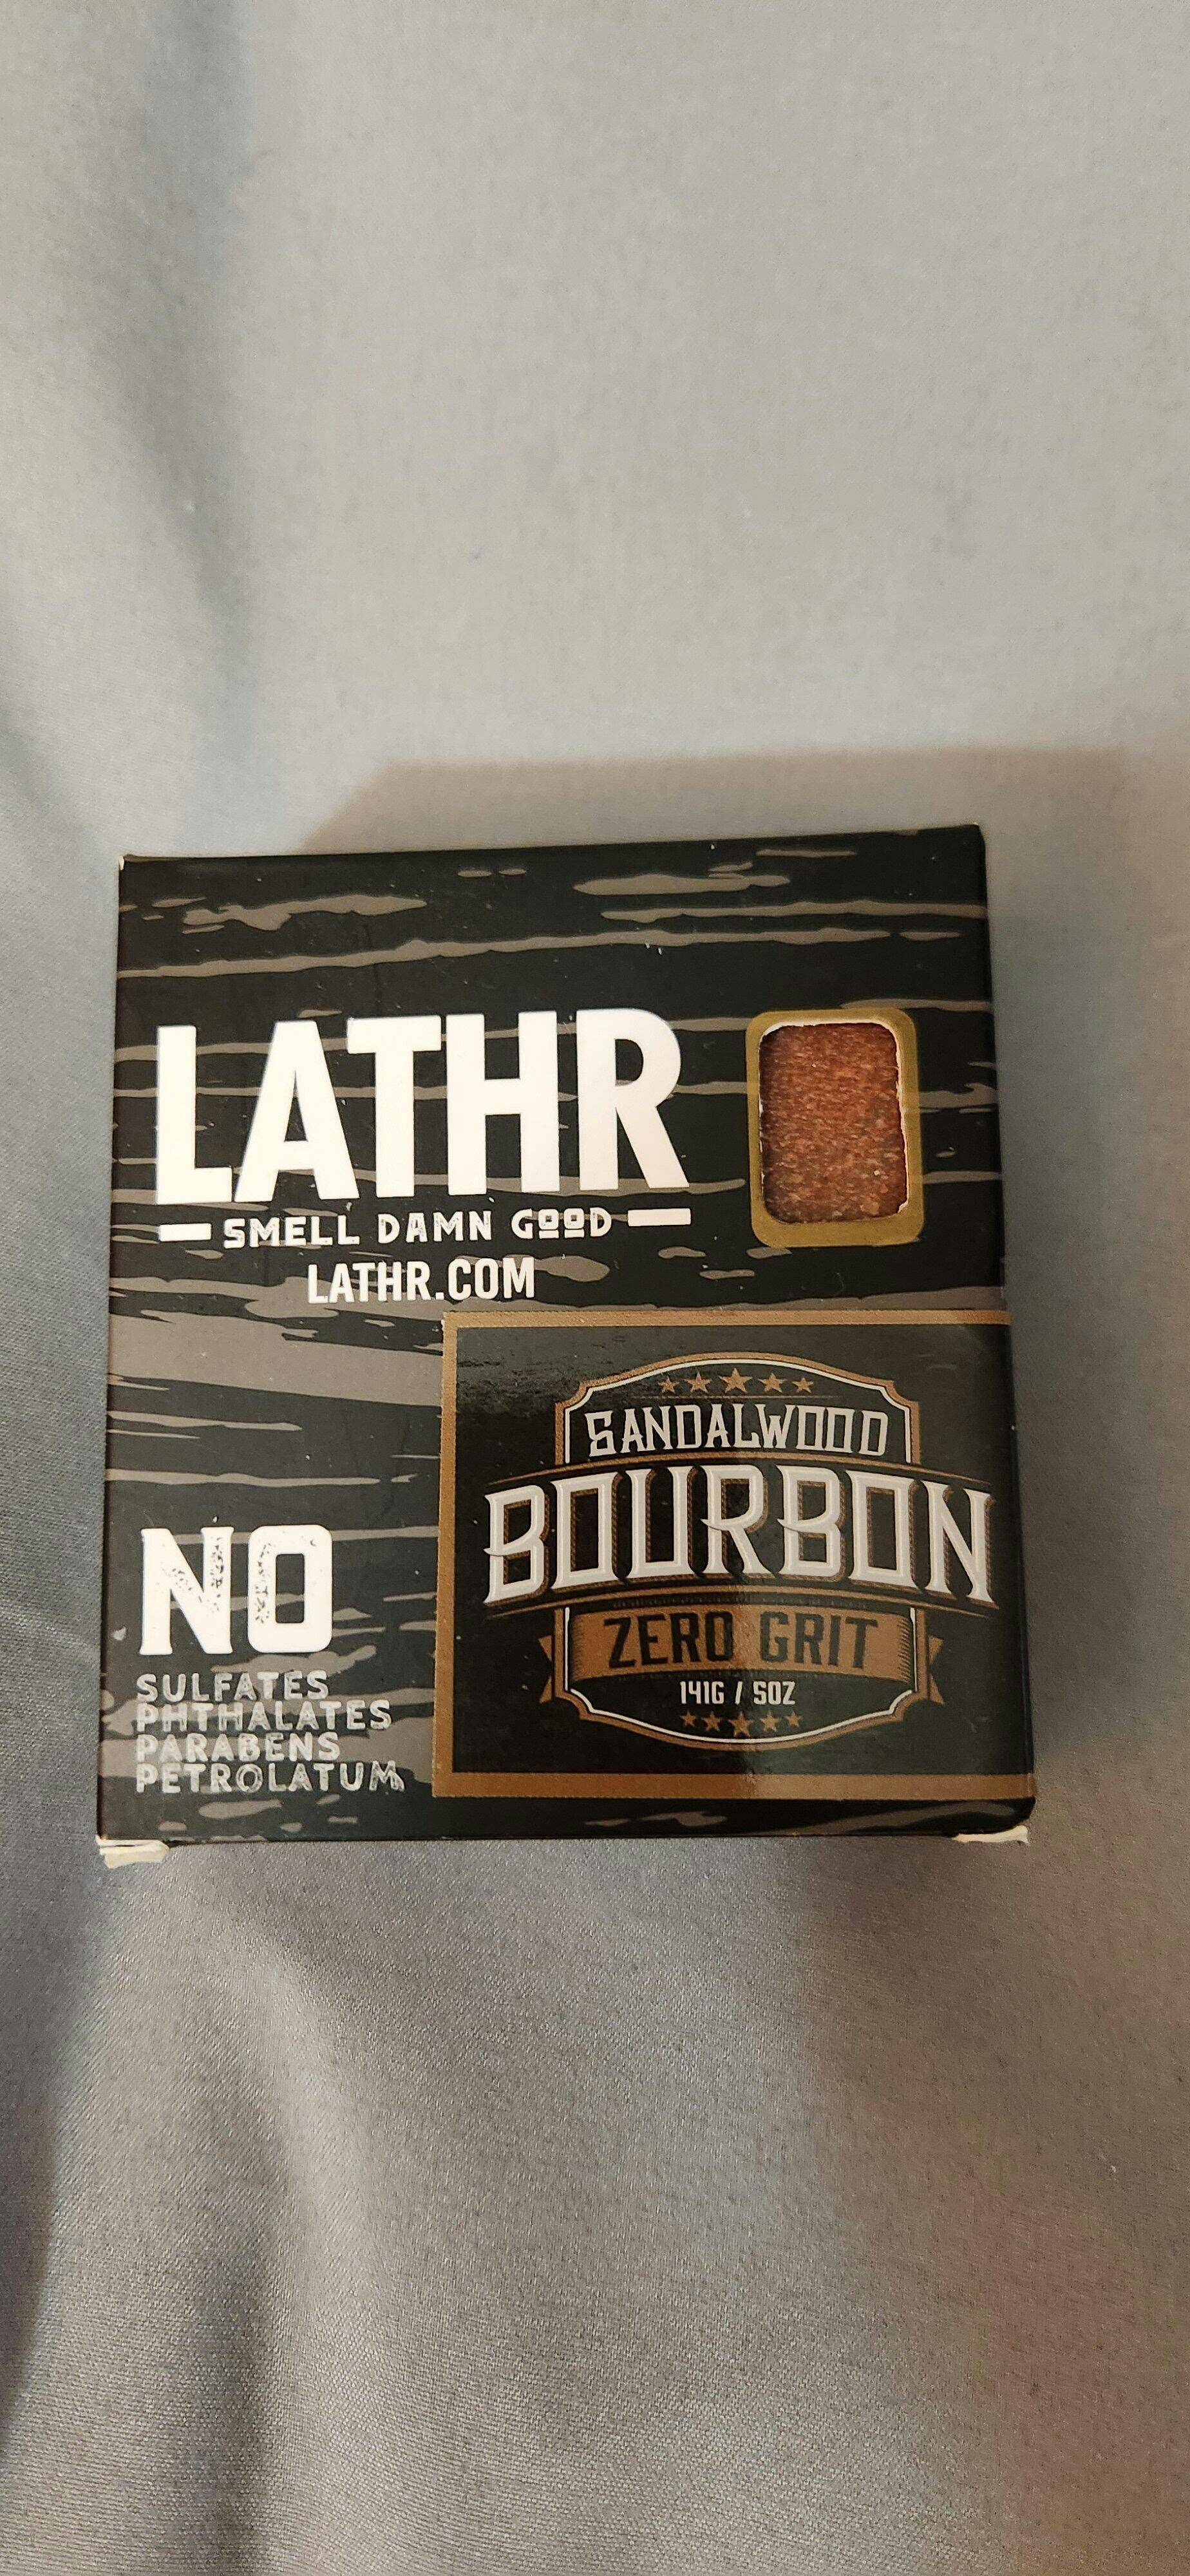 LATHR
SMELL DAMN GOOD
LATHR.COM
SANDALWOOD
BOURBON
ZERO GRIT
141G / 5OZ
NO
SULFATES
PHTHALATES
PARABENS
PETROLATUM